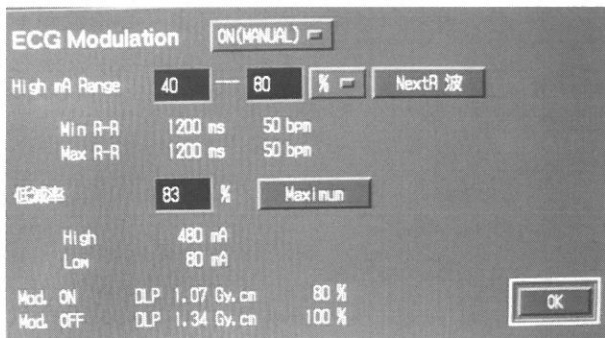 ECG Modulation ON(MANUAL)
High mA Range 40 — 80 % NextR 波
Min R-R 1200 ms 50 bpm
Max R-R 1200 ms 50 bpm
低減率 83 % Maximum
High 480 mA
Low 80 mA
Mod. ON DLP 1.07 Gy.cm 80 %
Mod. OFF DLP 1.34 Gy.cm 100 %
OK